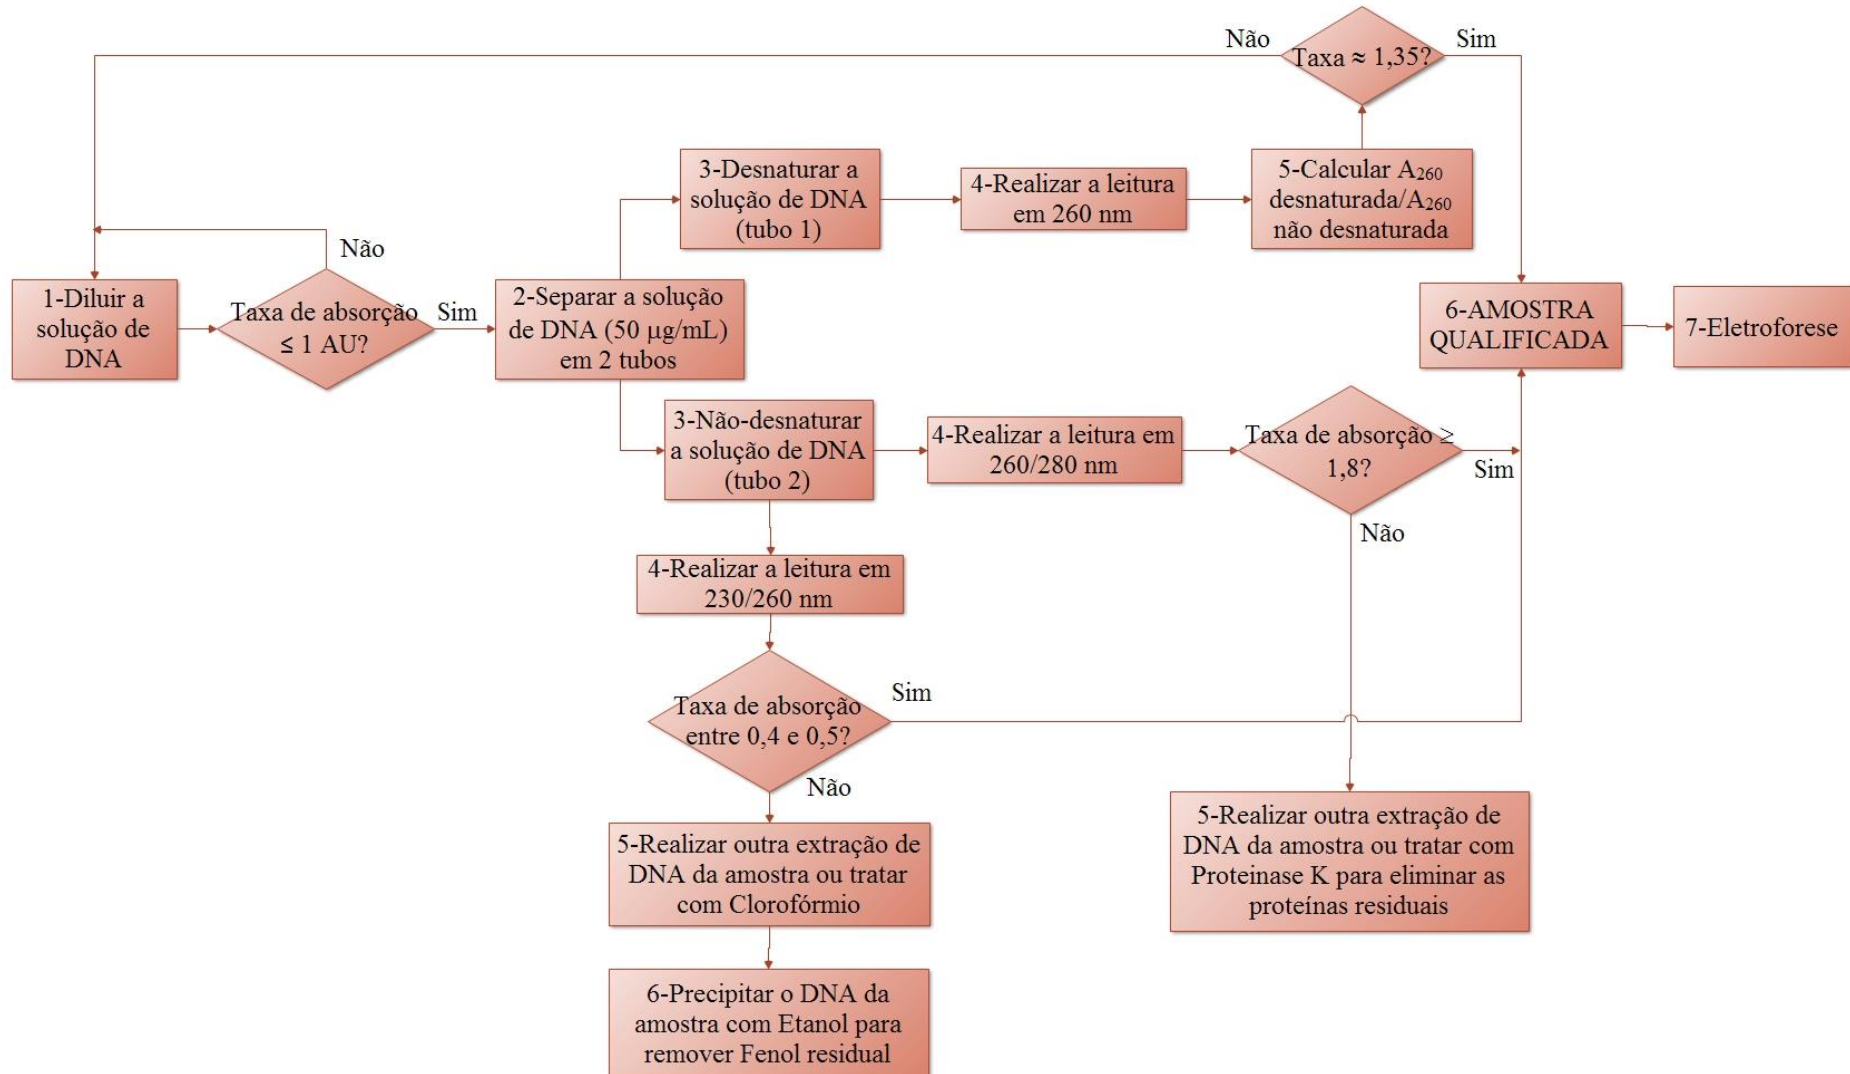 Não
Taxa ≈ 1,35?
Sim
3-Desnaturar a
solução de DNA
(tubo 1)
4-Realizar a leitura
em 260 nm
5-Calcular A₂₆₀
desnaturada/A₂₆₀
não desnaturada
Não
1-Diluir a
solução de
DNA
Taxa de absorção
≤ 1 AU?
Sim
2-Separar a solução
de DNA (50 µg/mL)
em 2 tubos
6-AMOSTRA
QUALIFICADA
7-Eletroforese
3-Não-desnaturar
a solução de DNA
(tubo 2)
4-Realizar a leitura em
260/280 nm
Taxa de absorção ≥
1,8?
Sim
Não
4-Realizar a leitura em
230/260 nm
Taxa de absorção
entre 0,4 e 0,5?
Sim
Não
5-Realizar outra extração de
DNA da amostra ou tratar
com Clorofórmio
5-Realizar outra extração de
DNA da amostra ou tratar com
Proteinase K para eliminar as
proteínas residuais
6-Precipitar o DNA da
amostra com Etanol para
remover Fenol residual